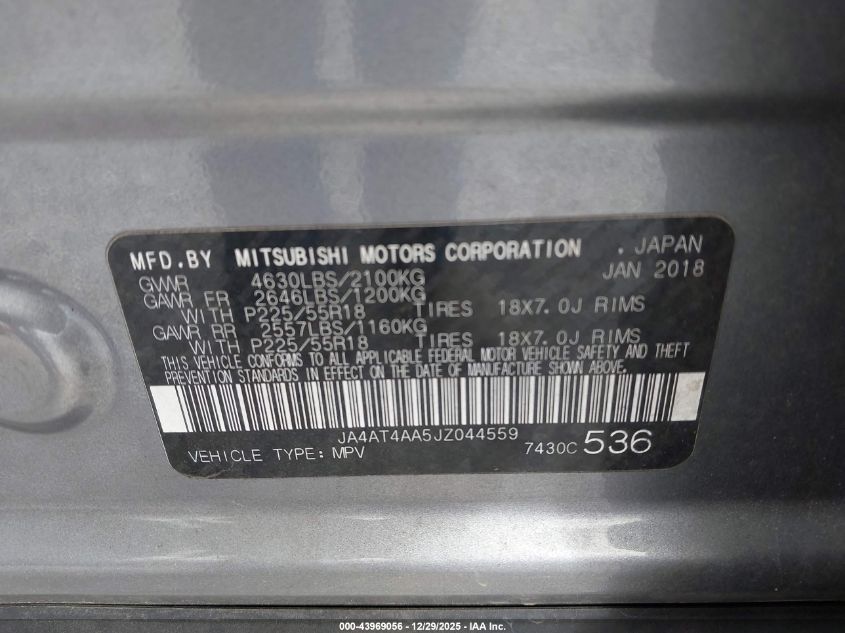 MFD.BY MITSUBISHI MOTORS CORPORATION . JAPAN
GVWR 4630LBS/2100KG JAN 2018
GAWR FR 2646LBS/1200KG
WITH P225/55R18 TIRES 18X7.0J RIMS
GAWR RR 2557LBS/1160KG
WITH P225/55R18 TIRES 18X7.0J RIMS
THIS VEHICLE CONFORMS TO ALL APPLICABLE FEDERAL MOTOR VEHICLE SAFETY AND THEFT
PREVENTION STANDARDS IN EFFECT ON THE DATE OF MANUFACTURE SHOWN ABOVE.
JA4AT4AA5JZ044559
VEHICLE TYPE: MPV 7430C 536
000-43969056 - 12/29/2025 - IAA Inc.